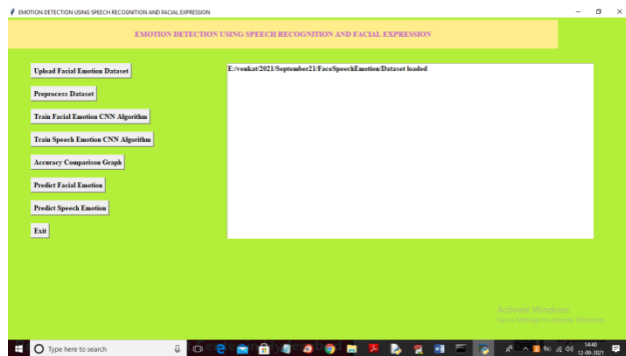 EMOTION DETECTION USING SPEECH RECOGNITION AND FACIAL EXPRESSION
EMOTION DETECTION USING SPEECH RECOGNITION AND FACIAL EXPRESSION
Upload Facial Emotion Dataset
E:/venkat/2021/September21/FaceSpeechEmotion/Dataset loaded
Preprocess Dataset
Train Facial Emotion CNN Algorithm
Train Speech Emotion CNN Algorithm
Accuracy Comparison Graph
Predict Facial Emotion
Predict Speech Emotion
Exit
Activate Windows
Go to Settings to activate Windows.
Type here to search
14:40
12-09-2021